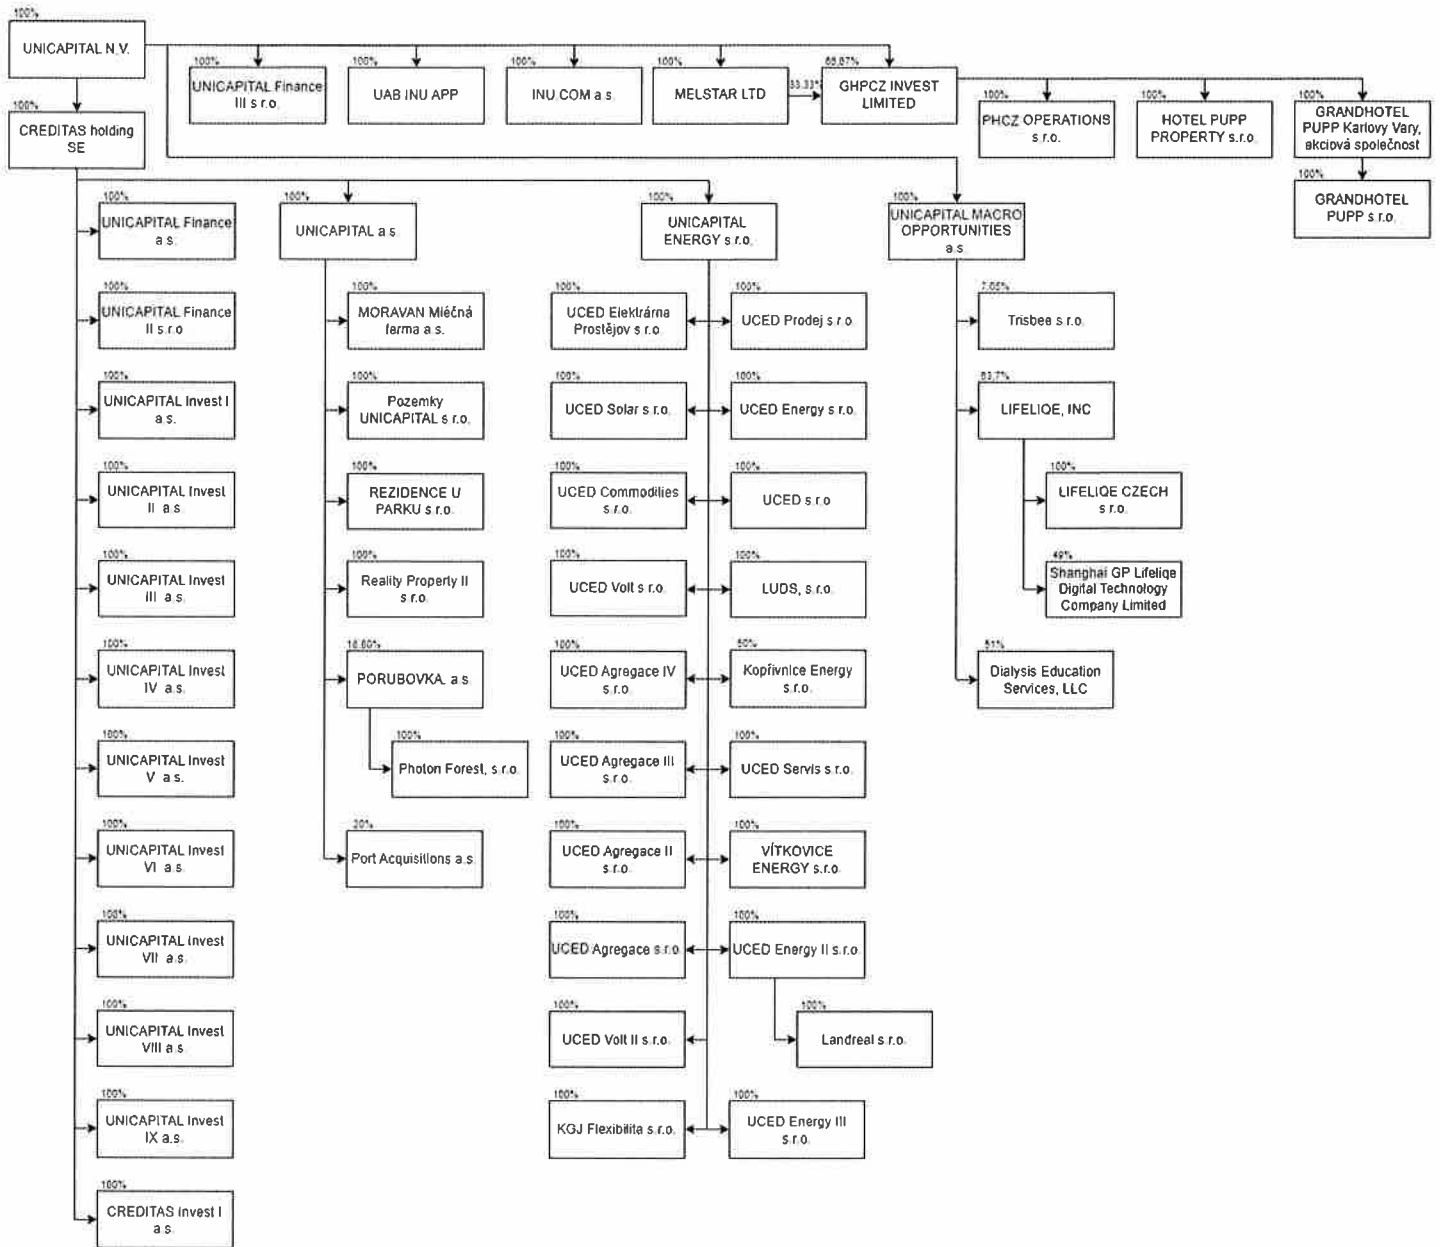 100%
UNICAPITAL N.V.
100%
UNICAPITAL Finance
III s r.o.
100%
UAB INU APP
100%
INU.COM a s.
100%
MELSTAR LTD
33,33%
66,67%
GHPCZ INVEST
LIMITED
100%
PHCZ OPERATIONS
s.r.o.
100%
HOTEL PUPP
PROPERTY s.r.o.
100%
GRANDHOTEL
PUPP Karlovy Vary,
akciová společnost
100%
GRANDHOTEL
PUPP s.r.o.
100%
CREDITAS holding
SE
100%
UNICAPITAL Finance
a s.
100%
UNICAPITAL Finance
II s r.o
100%
UNICAPITAL Invest I
a.s.
100%
UNICAPITAL Invest
II a s.
100%
UNICAPITAL Invest
III a s.
100%
UNICAPITAL Invest
IV a s.
100%
UNICAPITAL Invest
V a s.
100%
UNICAPITAL Invest
VI a s.
100%
UNICAPITAL Invest
VII a s.
100%
UNICAPITAL Invest
VIII a s.
100%
UNICAPITAL Invest
IX a s.
100%
CREDITAS Invest I
a s.
100%
UNICAPITAL a s
100%
MORAVAN Mléčná
farma a s.
100%
Pozemky
UNICAPITAL s r.o.
100%
REZIDENCE U
PARKU s r.o.
100%
Reality Property II
s r.o.
16.60%
PORUBOVKA, a s
100%
Photon Forest, s.r.o.
20%
Port Acquisitions a.s.
100%
UNICAPITAL
ENERGY s r.o.
100%
UCED Elektrárna
Prostějov s r.o.
100%
UCED Prodej s r.o.
100%
UCED Solar s r.o.
100%
UCED Energy s r.o.
100%
UCED Commodities
s r.o.
100%
UCED s r.o
100%
UCED Volt s r.o.
100%
LUDS, s r.o.
100%
UCED Agregace IV
s.r.o.
50%
Kopřivnice Energy
s r.o.
100%
UCED Agregace III
s r.o.
100%
UCED Servis s r.o.
100%
UCED Agregace II
s r.o.
100%
VÍTKOVICE
ENERGY s r.o.
100%
UCED Agregace s r.o
100%
UCED Energy II s r.o.
100%
Landreal s r.o.
100%
UCED Volt II s r.o.
100%
KGJ Flexibilita s r.o.
100%
UCED Energy III
s r.o.
100%
UNICAPITAL MACRO
OPPORTUNITIES
a s
7.05%
Trisbee s r.o.
63,7%
LIFELIQE, INC
100%
LIFELIQE CZECH
s r.o.
49%
Shanghai GP Lifeliqe
Digital Technology
Company Limited
51%
Dialysis Education
Services, LLC